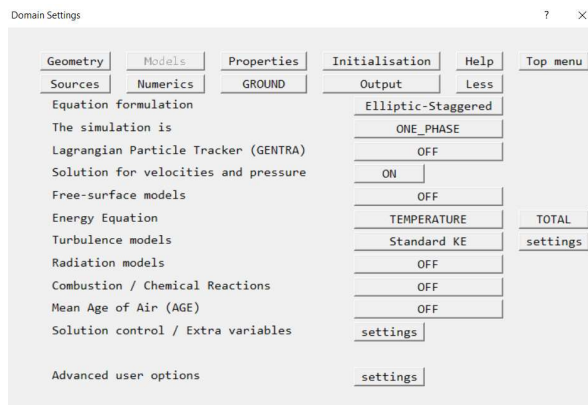 Domain Settings ? ×
Geometry Models Properties Initialisation Help Top menu
Sources Numerics GROUND Output Less
Equation formulation Elliptic-Staggered
The simulation is ONE_PHASE
Lagrangian Particle Tracker (GENTRA) OFF
Solution for velocities and pressure ON
Free-surface models OFF
Energy Equation TEMPERATURE TOTAL
Turbulence models Standard KE settings
Radiation models OFF
Combustion / Chemical Reactions OFF
Mean Age of Air (AGE) OFF
Solution control / Extra variables settings
Advanced user options settings